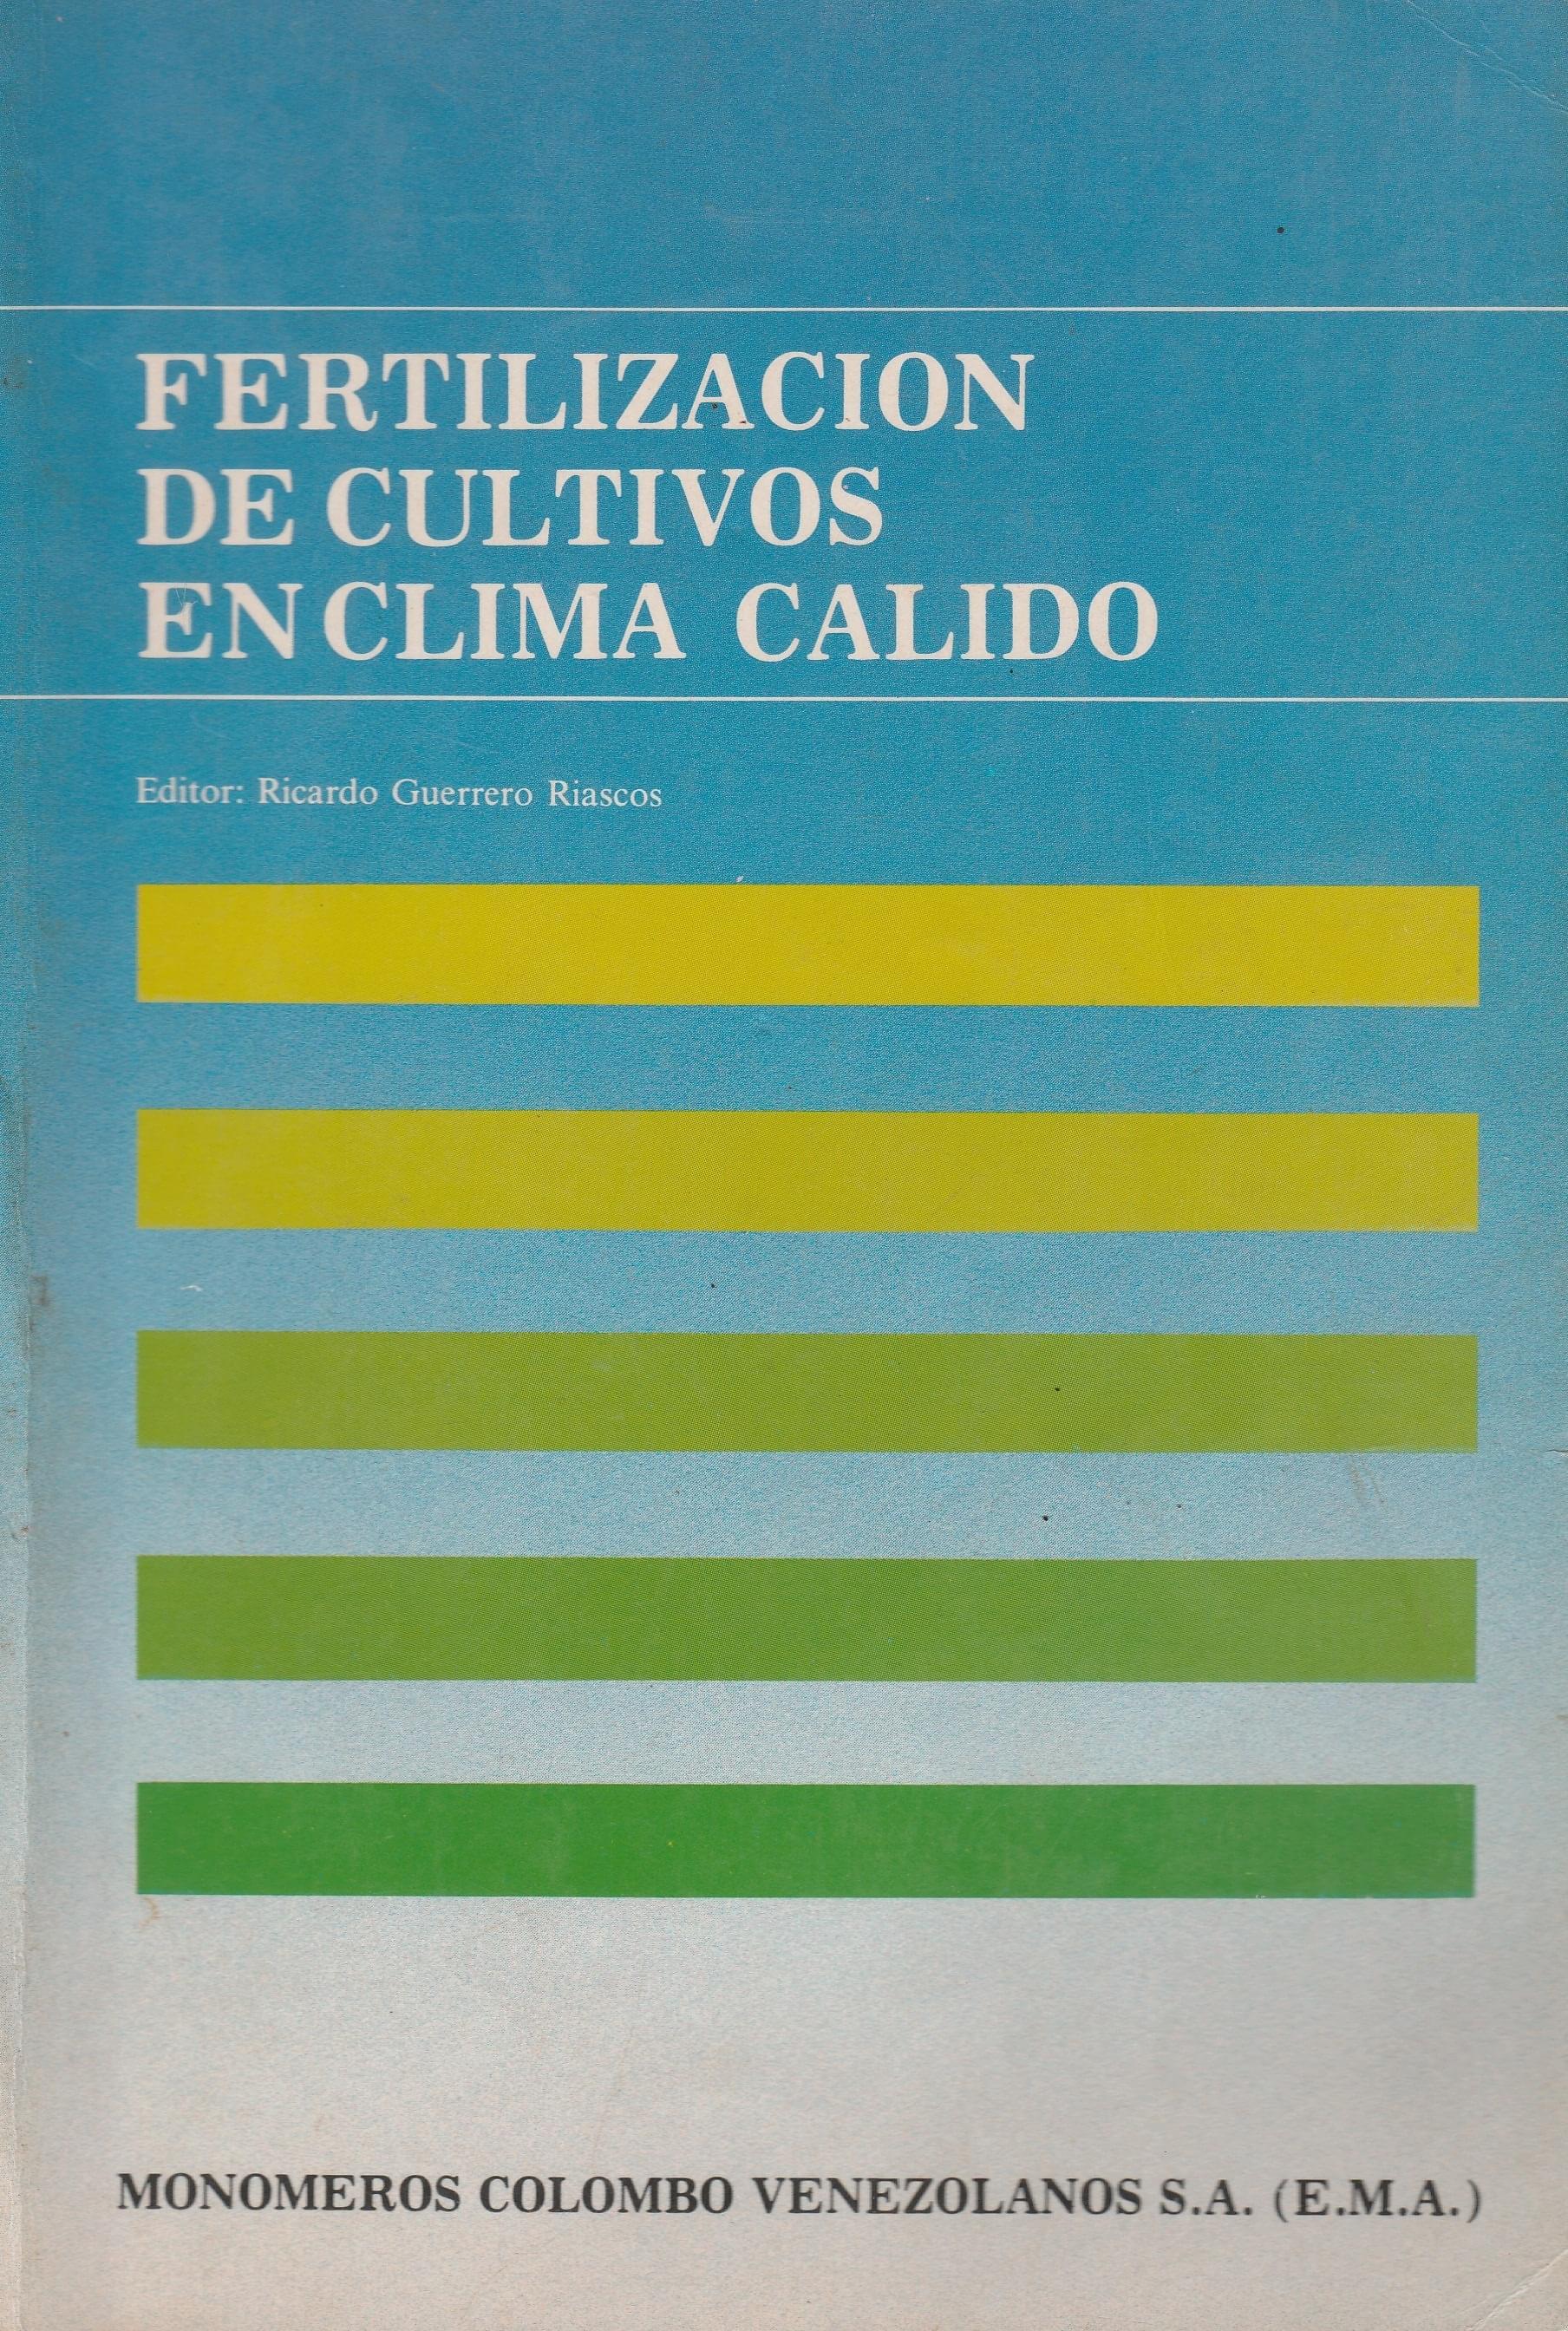 FERTILIZACION
DE CULTIVOS
EN CLIMA CALIDO
Editor: Ricardo Guerrero Riascos
MONOMEROS COLOMBO VENEZOLANOS S.A. (E.M.A.)